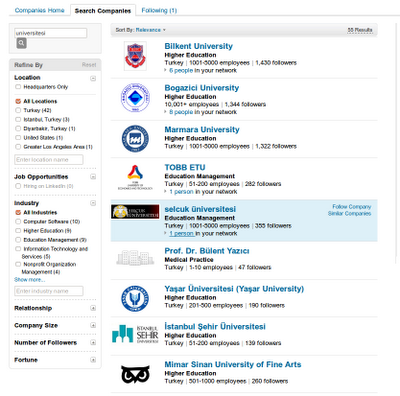 Companies Home
Search Companies
Following (1)
universitesi
Sort By: Relevance
55 Results
Refine By
Reset
Location
Headquarters Only
All Locations
Turkey (42)
Istanbul, Turkey (3)
Diyarbakir, Turkey (1)
United States (1)
Greater Los Angeles Area (1)
Enter location name
Job Opportunities
Hiring on LinkedIn (0)
Industry
All Industries
Computer Software (10)
Higher Education (9)
Education Management (9)
Information Technology and
Services (5)
Nonprofit Organization
Management (4)
Show more...
Enter industry name
Relationship
Company Size
Number of Followers
Fortune
Bilkent University
Higher Education
Turkey | 1001-5000 employees | 1,430 followers
6 people in your network
Bogazici University
Higher Education
10,001+ employees | 1,344 followers
8 people in your network
Marmara University
Higher Education
Turkey | 1001-5000 employees | 1,322 followers
TOBB ETU
Education Management
Turkey | 51-200 employees | 282 followers
1 person in your network
selcuk üniversitesi
Education Management
Turkey | 1001-5000 employees | 355 followers
1 person in your network
Follow Company
Similar Companies
Prof. Dr. Bülent Yazıcı
Medical Practice
Turkey | 1-10 employees | 47 followers
Yaşar Üniversitesi (Yaşar University)
Higher Education
Turkey | 201-500 employees | 190 followers
İSTANBUL
ŞEHİR
ÜNİVERSİTESİ
İstanbul Şehir Üniversitesi
Higher Education
Turkey | 51-200 employees | 139 followers
Mimar Sinan University of Fine Arts
Higher Education
Turkey | 501-1000 employees | 260 followers